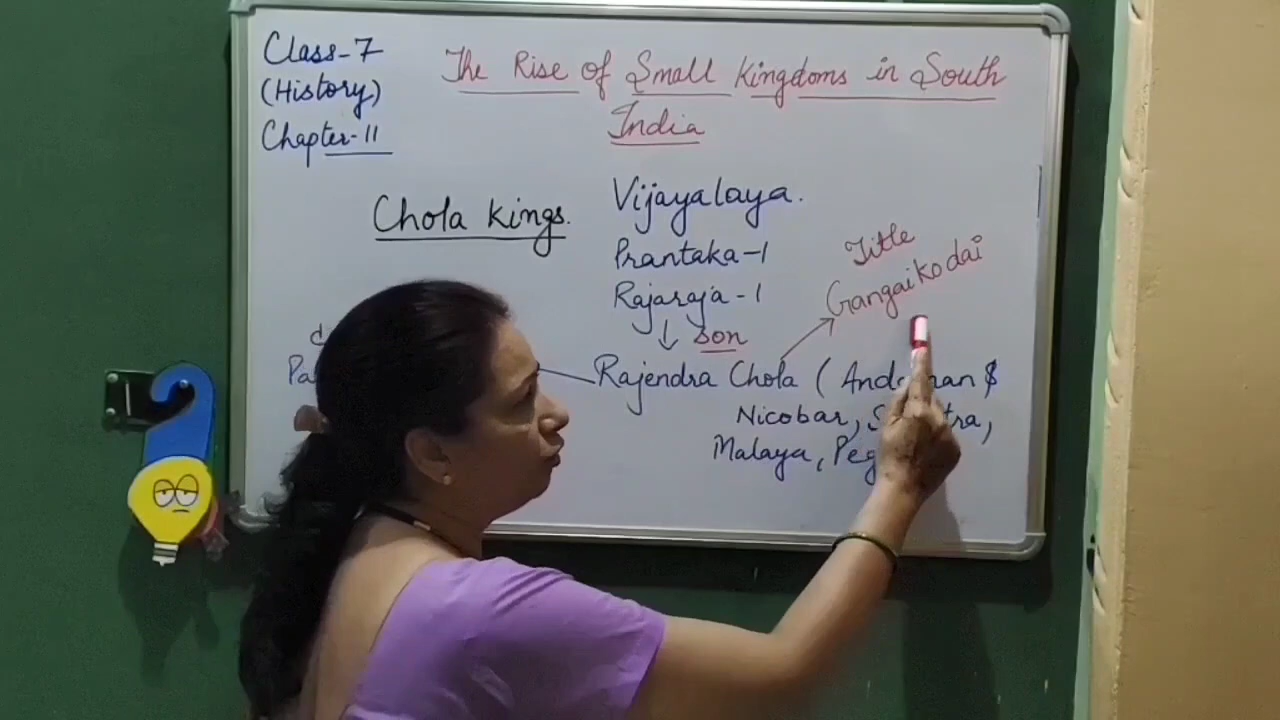 Class-7
(History)
Chapter-11
The Rise of Small Kingdoms in South
India
Chola Kings.
Vijayalaya.
Prantaka-1
Rajaraja-1
↓ son
Title
Gangaikodai
Rajendra Chola ( &
Nicobar,
Malaya,